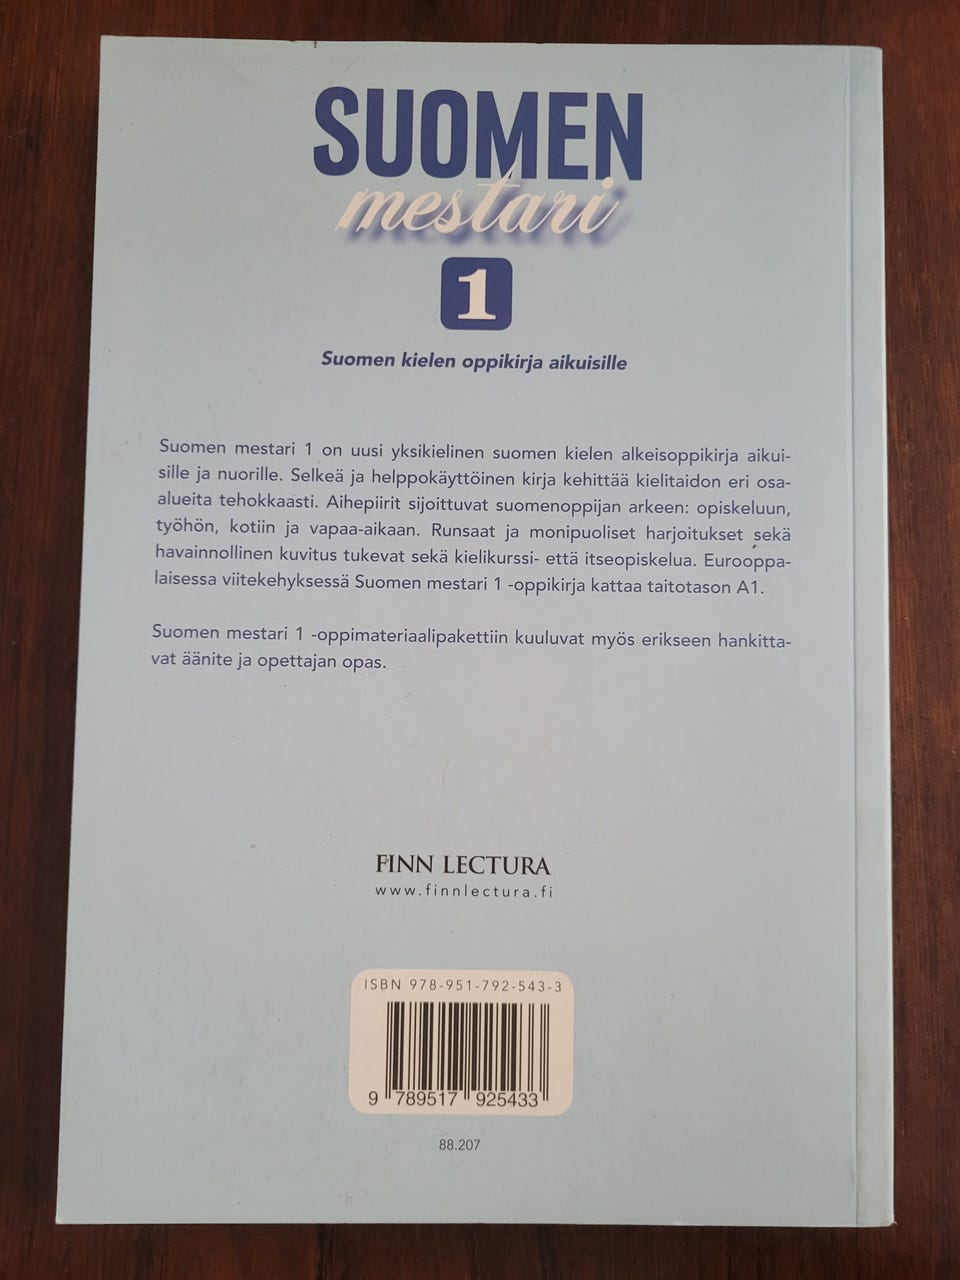 SUOMEN
mestari
1
Suomen kielen oppikirja aikuisille
Suomen mestari 1 on uusi yksikielinen suomen kielen alkeisoppikirja aikui-
sille ja nuorille. Selkeä ja helppokäyttöinen kirja kehittää kielitaidon eri osa-
alueita tehokkaasti. Aihepiirit sijoittuvat suomenoppijan arkeen: opiskeluun,
työhön, kotiin ja vapaa-aikaan. Runsaat ja monipuoliset harjoitukset sekä
havainnollinen kuvitus tukevat sekä kielikurssi- että itseopiskelua. Eurooppa-
laisessa viitekehyksessä Suomen mestari 1 -oppikirja kattaa taitotason A1.
Suomen mestari 1 -oppimateriaalipakettiin kuuluvat myös erikseen hankitta-
vat äänite ja opettajan opas.
FINN LECTURA
www.finnlectura.fi
ISBN 978-951-792-543-3
9 789517 925433
88.207